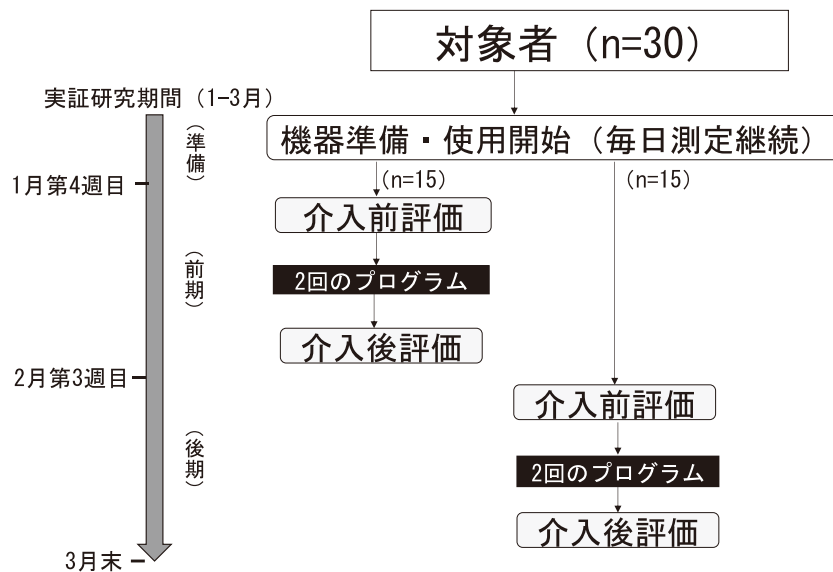 対象者（n=30）
実証研究期間（1-3月）
機器準備・使用開始（毎日測定継続）
（準備）
(n=15)
(n=15)
1月第4週目
介入前評価
（前期）
2回のプログラム
介入後評価
2月第3週目
介入前評価
（後期）
2回のプログラム
介入後評価
3月末